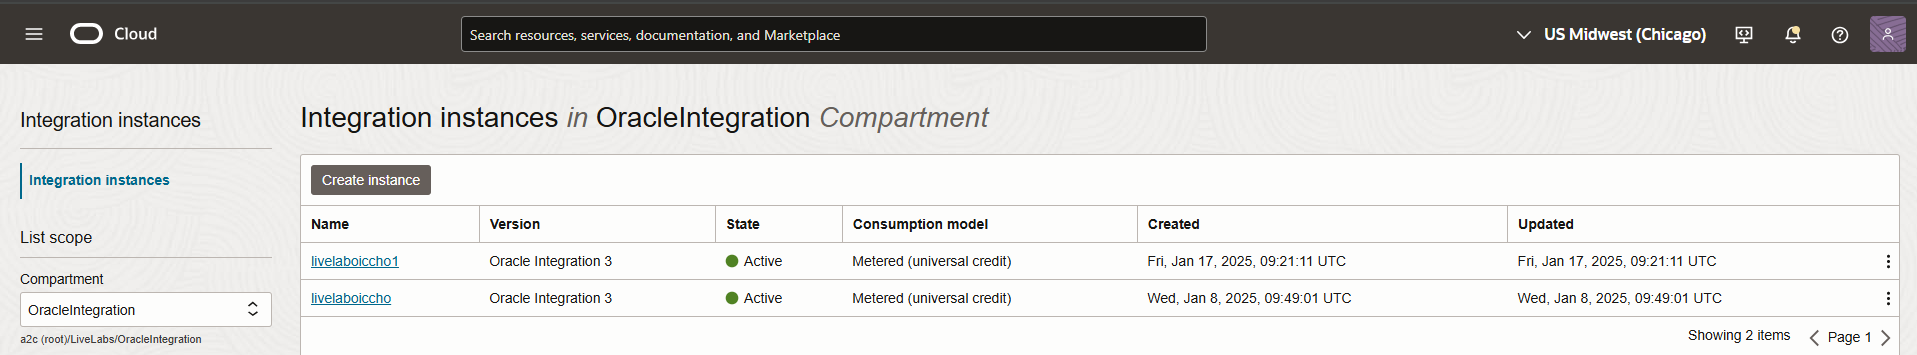 Cloud
Search resources, services, documentation, and Marketplace
US Midwest (Chicago)
Integration instances
Integration instances
List scope
Compartment
OracleIntegration
a2c (root)/LiveLabs/OracleIntegration
Integration instances in OracleIntegration Compartment
Create instance
Name Version State Consumption model Created Updated
livelaboiccho1 Oracle Integration 3 Active Metered (universal credit) Fri, Jan 17, 2025, 09:21:11 UTC Fri, Jan 17, 2025, 09:21:11 UTC
livelaboiccho Oracle Integration 3 Active Metered (universal credit) Wed, Jan 8, 2025, 09:49:01 UTC Wed, Jan 8, 2025, 09:49:01 UTC
Showing 2 items Page 1